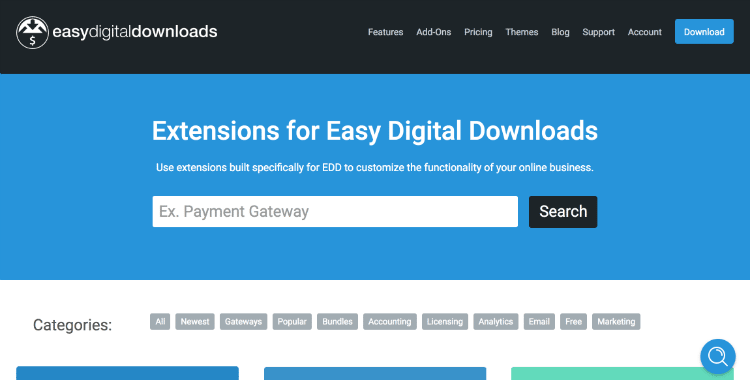 $ easydigitaldownloads
Features Add-Ons Pricing Themes Blog Support Account Download
Extensions for Easy Digital Downloads
Use extensions built specifically for EDD to customize the functionality of your online business.
Ex. Payment Gateway Search
Categories: All Newest Gateways Popular Bundles Accounting Licensing Analytics Email Free Marketing